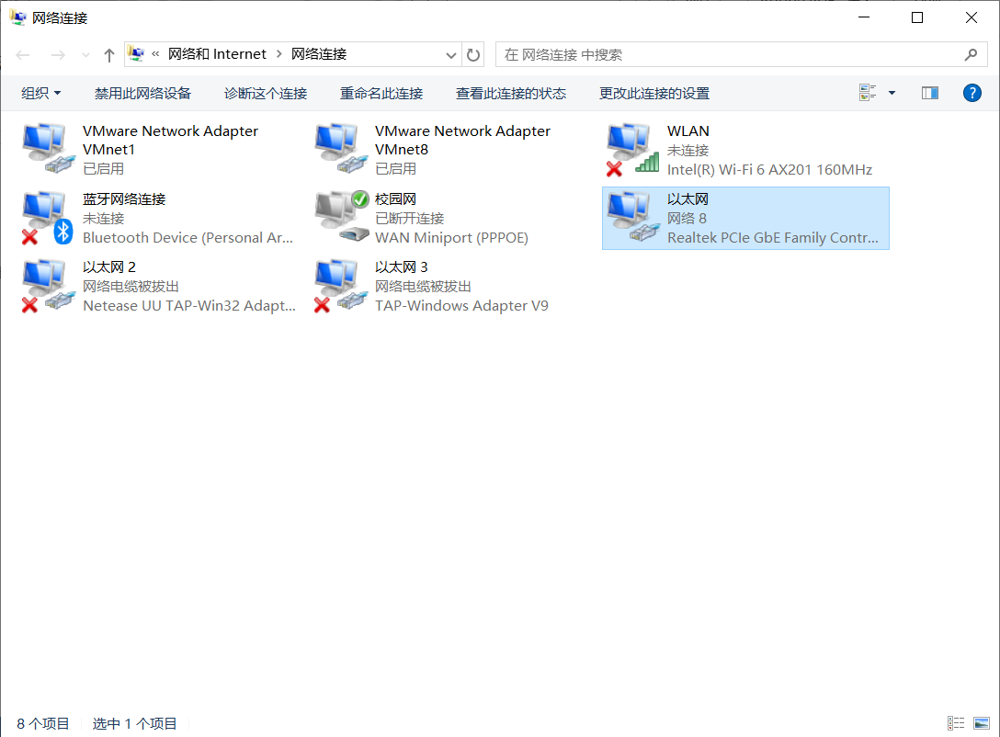 网络连接
« 网络和 Internet > 网络连接
在 网络连接 中搜索
组织
禁用此网络设备
诊断这个连接
重命名此连接
查看此连接的状态
更改此连接的设置
VMware Network Adapter
VMnet1
已启用
VMware Network Adapter
VMnet8
已启用
WLAN
未连接
Intel(R) Wi-Fi 6 AX201 160MHz
蓝牙网络连接
未连接
Bluetooth Device (Personal Ar...
校园网
已断开连接
WAN Miniport (PPPOE)
以太网
网络 8
Realtek PCIe GbE Family Contr...
以太网 2
网络电缆被拔出
Netease UU TAP-Win32 Adapt...
以太网 3
网络电缆被拔出
TAP-Windows Adapter V9
8 个项目
选中 1 个项目